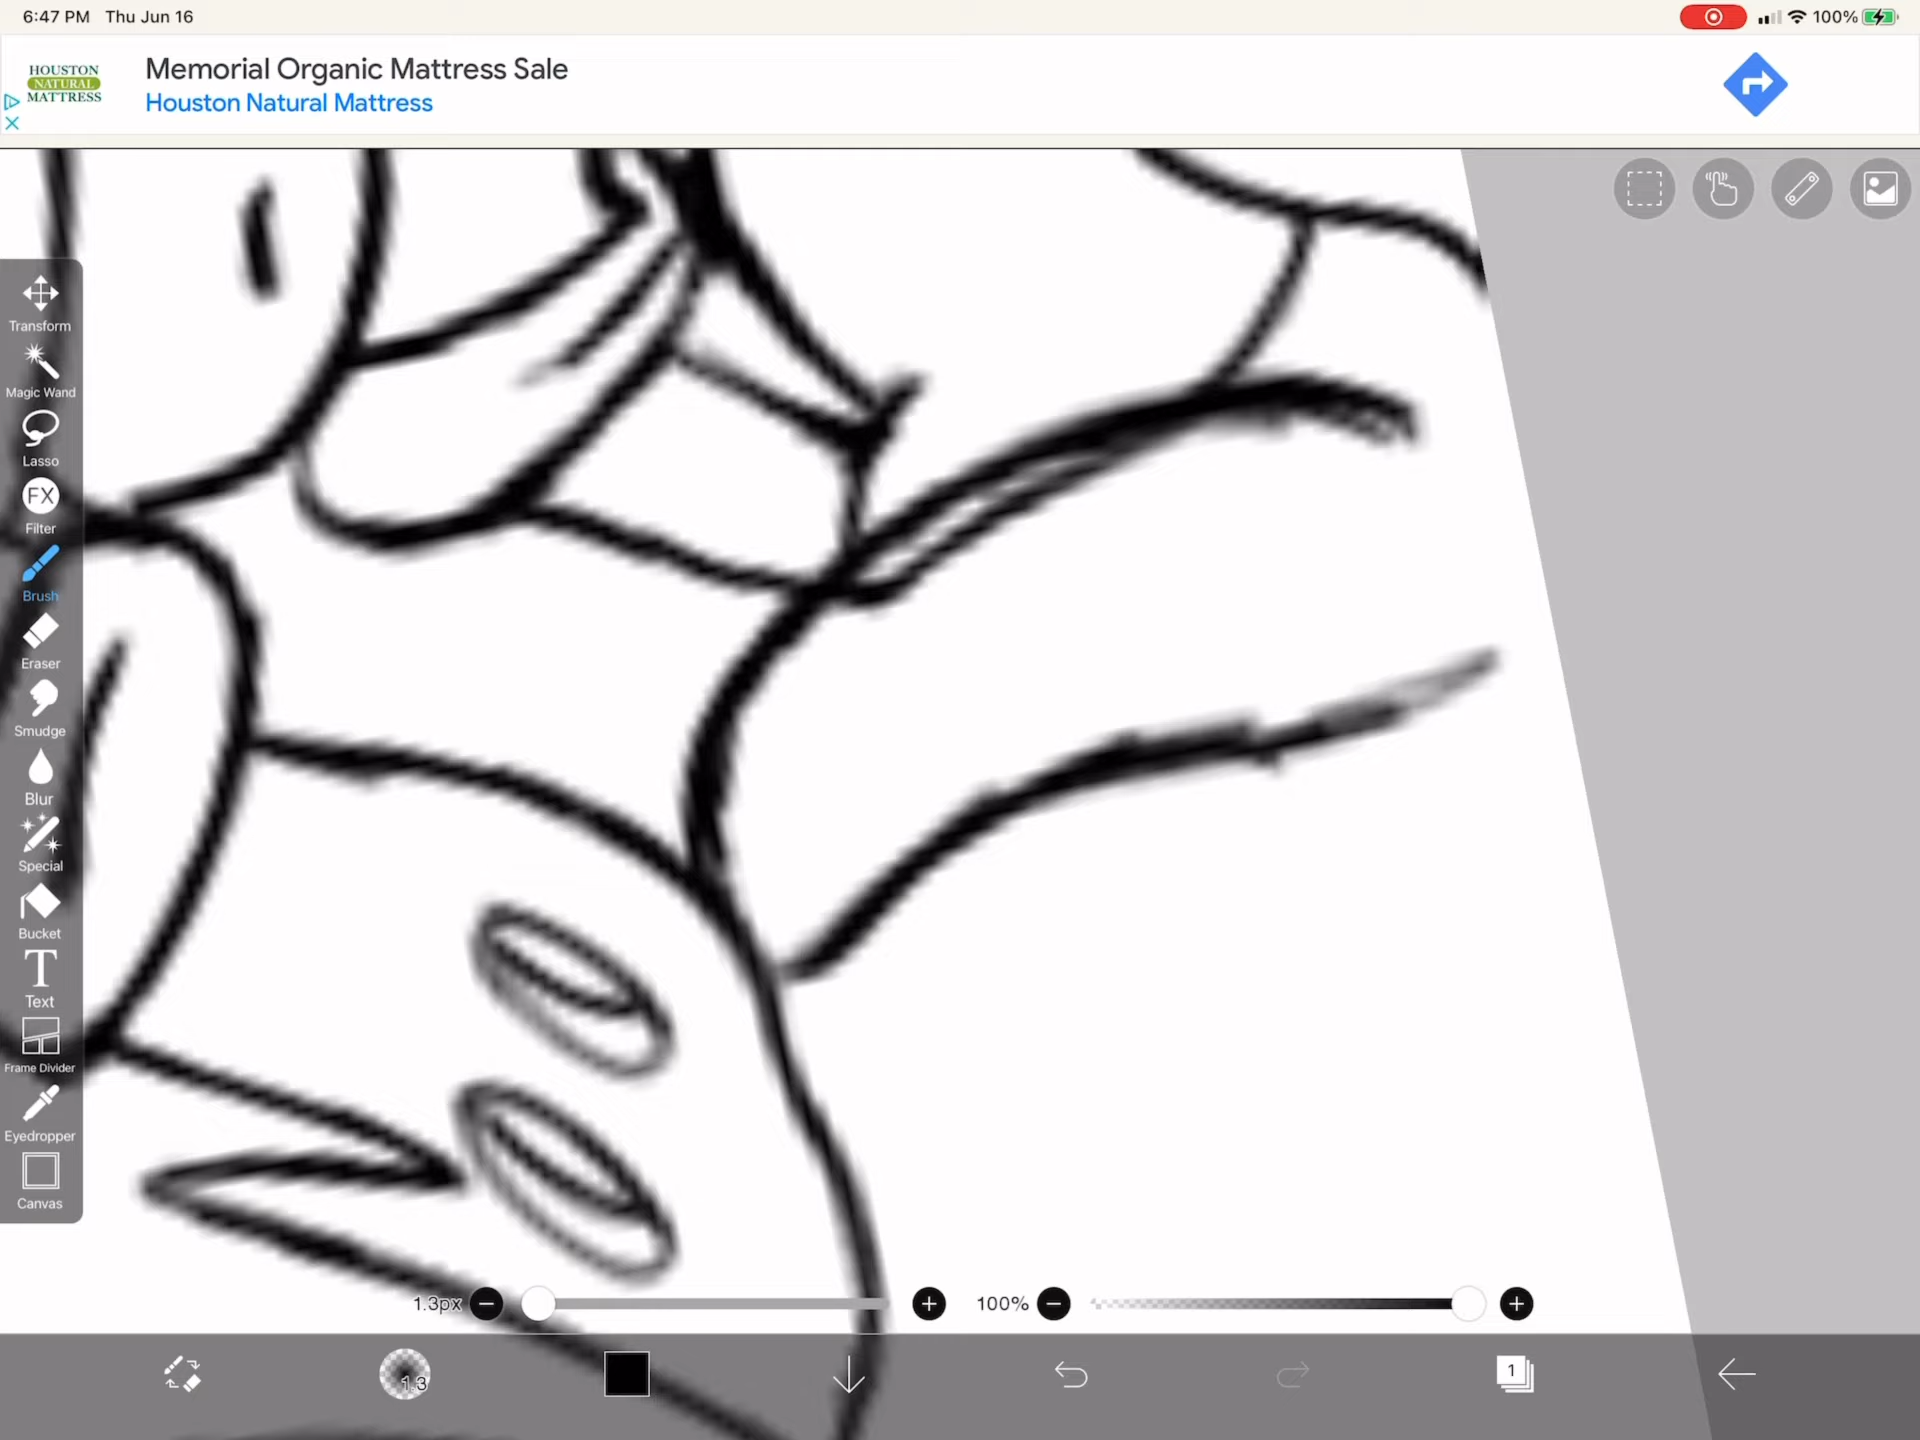 6:47 PM Thu Jun 16
100%
HOUSTON
NATURAL
MATTRESS
Memorial Organic Mattress Sale
Houston Natural Mattress
Transform
Magic Wand
Lasso
FX
Filter
Brush
Eraser
Smudge
Blur
Special
Bucket
T
Text
Frame Divider
Eyedropper
Canvas
1.3px
100%
1.3
1